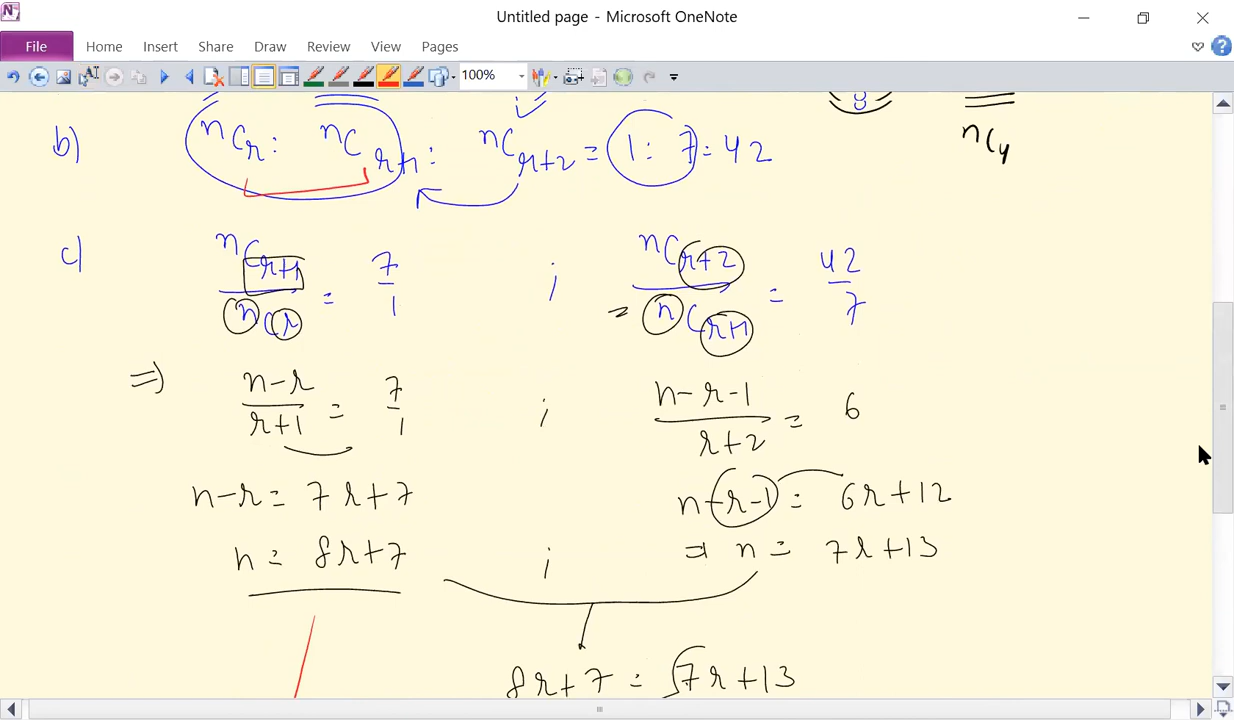 Untitled page - Microsoft OneNote
File Home Insert Share Draw Review View Pages
100%
b) nCr : nCr+1 : nCr+2 = 1 : 7 = 42
nC4
c) nCr+1 / nCr = 7/1 ; = nCr+2 / nCr+1 = 42/7
⇒ n-r / r+1 = 7/1 ; n-r-1 / r+2 = 6
n-r = 7r+7 n-r-1 = 6r+12
n = 8r+7 ; ⇒ n = 7r+13
8r+7 = 7r+13